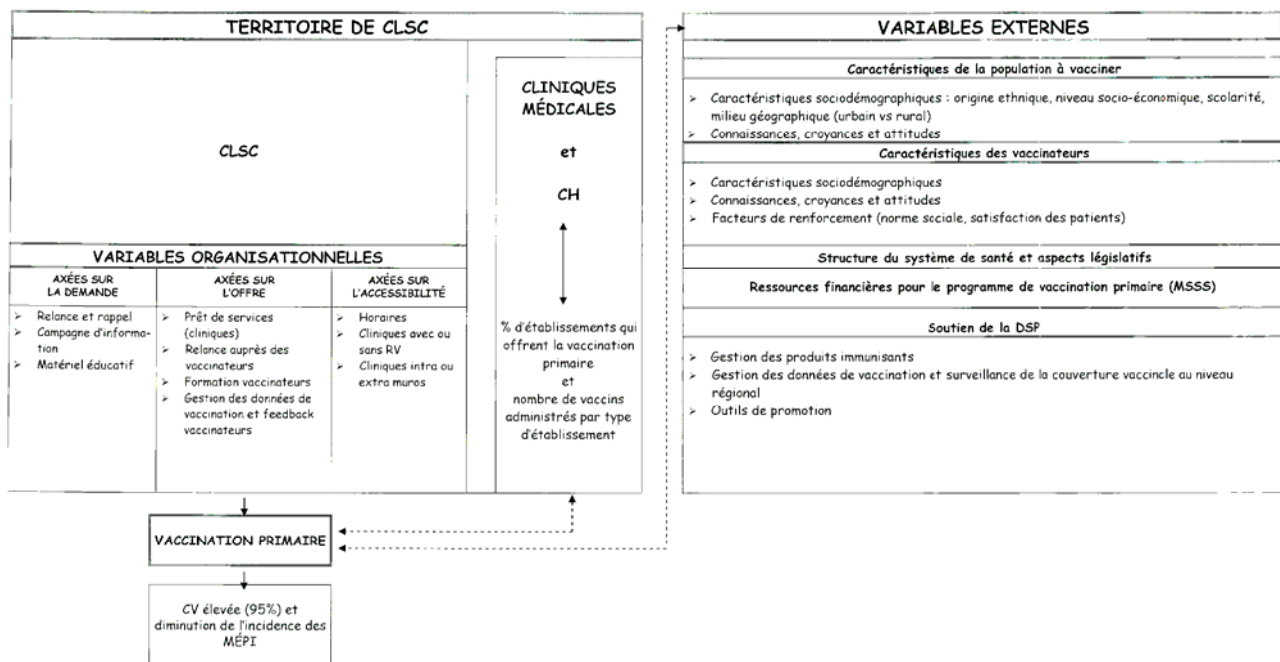 TERRITOIRE DE CLSC
CLSC
CLINIQUES
MÉDICALES
et
CH
% d'établissements qui
offrent la vaccination
primaire
et
nombre de vaccins
administrés par type
d'établissement
VARIABLES ORGANISATIONNELLES
AXÉES SUR
LA DEMANDE
➢ Relance et rappel
➢ Campagne d'informa-
tion
➢ Matériel éducatif
AXÉES SUR
L'OFFRE
➢ Prêt de services
(cliniques)
➢ Relance auprès des
vaccinateurs
➢ Formation vaccinateurs
➢ Gestion des données de
vaccination et feedback
vaccinateurs
AXÉES SUR
L'ACCESSIBILITÉ
➢ Horaires
➢ Cliniques avec ou
sans RV
➢ Cliniques intra ou
extra muros
VACCINATION PRIMAIRE
CV élevée (95%) et
diminution de l'incidence des
MÉPI
VARIABLES EXTERNES
Caractéristiques de la population à vacciner
➢ Caractéristiques sociodémographiques : origine ethnique, niveau socio-économique, scolarité,
milieu géographique (urbain vs rural)
➢ Connaissances, croyances et attitudes
Caractéristiques des vaccinateurs
➢ Caractéristiques sociodémographiques
➢ Connaissances, croyances et attitudes
➢ Facteurs de renforcement (norme sociale, satisfaction des patients)
Structure du système de santé et aspects législatifs
Ressources financières pour le programme de vaccination primaire (MSSS)
Soutien de la DSP
➢ Gestion des produits immunisants
➢ Gestion des données de vaccination et surveillance de la couverture vaccincle au niveau
régional
➢ Outils de promotion